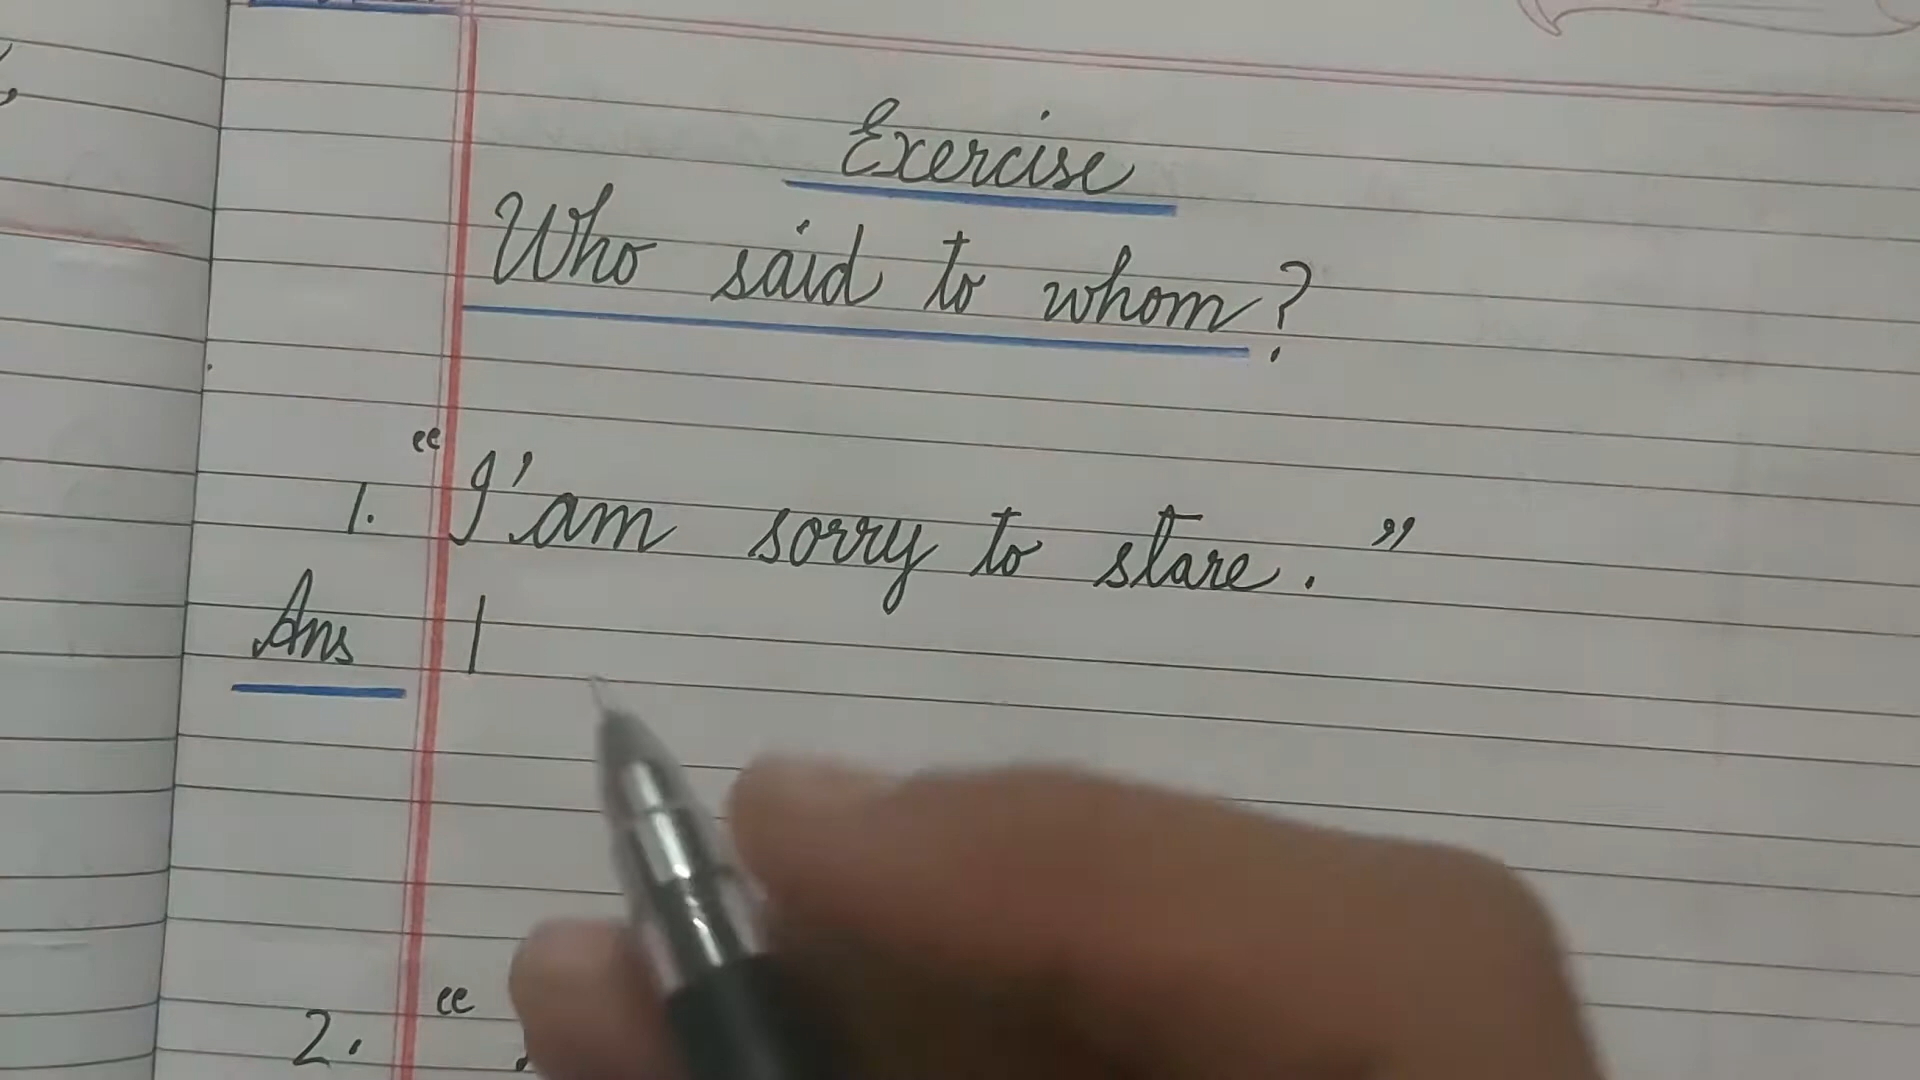 Exercise
Who said to whom?
1. "I'am sorry to stare."
Ans
2. "